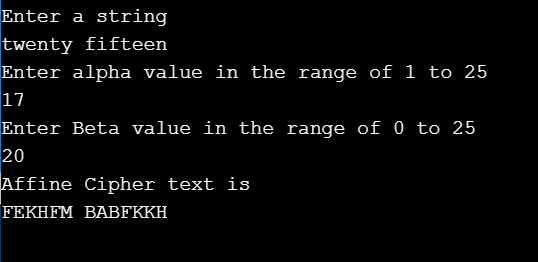 Enter a string
twenty fifteen
Enter alpha value in the range of 1 to 25
17
Enter Beta value in the range of 0 to 25
20
Affine Cipher text is
FEKHFM BABFKKH